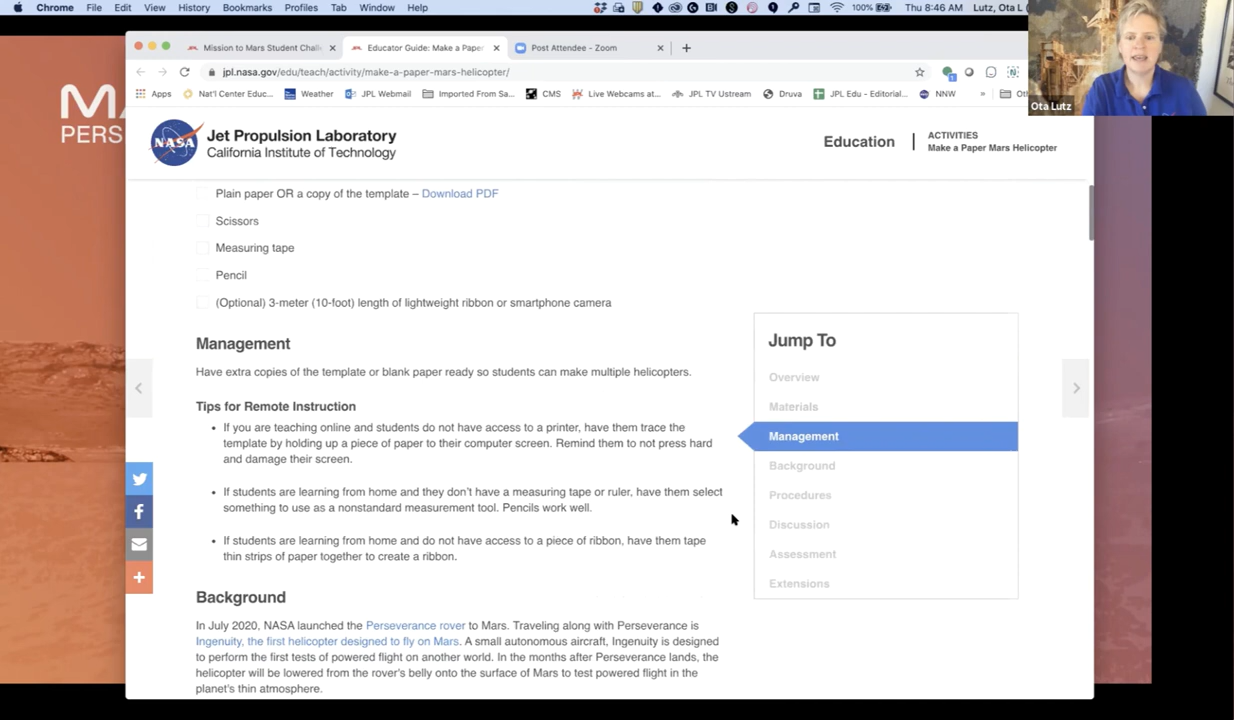 Chrome File Edit View History Bookmarks Profiles Tab Window Help 100% Thu 8:46 AM Lutz, Ota L
Mission to Mars Student Chall
Educator Guide: Make a Paper
Post Attendee - Zoom
jpl.nasa.gov/edu/teach/activity/make-a-paper-mars-helicopter/
Ota Lutz
Apps Nat'l Center Educ... Weather JPL Webmail Imported From Sa... CMS Live Webcams at... JPL TV Ustream Druva JPL Edu - Editorial... NNW » Ot
MA
PERS
NASA
Jet Propulsion Laboratory
California Institute of Technology
Education
ACTIVITIES
Make a Paper Mars Helicopter
Plain paper OR a copy of the template – Download PDF
Scissors
Measuring tape
Pencil
(Optional) 3-meter (10-foot) length of lightweight ribbon or smartphone camera
Management
Have extra copies of the template or blank paper ready so students can make multiple helicopters.
Tips for Remote Instruction
• If you are teaching online and students do not have access to a printer, have them trace the
template by holding up a piece of paper to their computer screen. Remind them to not press hard
and damage their screen.
• If students are learning from home and they don't have a measuring tape or ruler, have them select
something to use as a nonstandard measurement tool. Pencils work well.
• If students are learning from home and do not have access to a piece of ribbon, have them tape
thin strips of paper together to create a ribbon.
Background
In July 2020, NASA launched the Perseverance rover to Mars. Traveling along with Perseverance is
Ingenuity, the first helicopter designed to fly on Mars. A small autonomous aircraft, Ingenuity is designed
to perform the first tests of powered flight on another world. In the months after Perseverance lands, the
helicopter will be lowered from the rover's belly onto the surface of Mars to test powered flight in the
planet's thin atmosphere.
Jump To
Overview
Materials
Management
Background
Procedures
Discussion
Assessment
Extensions